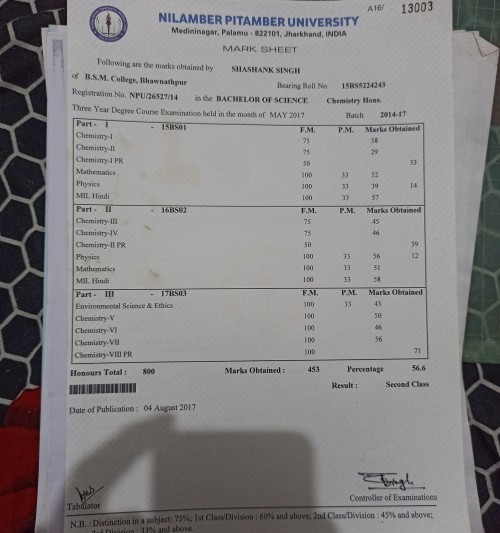 A16/ 13003
NILAMBER PITAMBER UNIVERSITY
Medininagar, Palamu - 822101, Jharkhand, INDIA
MARK SHEET
Following are the marks obtained by SHASHANK SINGH
of B.S.M. College, Bhawnathpur Bearing Roll No. 15BS5224243
Registration No. NPU/26527/14 in the BACHELOR OF SCIENCE Chemistry Hons.
Three Year Degree Course Examination held in the month of MAY 2017 Batch 2014-17
Part - I - 15BS01 F.M. P.M. Marks Obtained
Chemistry-I 75 38
Chemistry-II 75 29
Chemistry-I PR 50 33
Mathematics 100 33 52
Physics 100 33 39 14
MIL Hindi 100 33 57
Part - II - 16BS02 F.M. P.M. Marks Obtained
Chemistry-III 75 45
Chemistry-IV 75 46
Chemistry-II PR 50 39
Physics 100 33 56 12
Mathematics 100 33 51
MIL Hindi 100 33 58
Part - III - 17BS03 F.M. P.M. Marks Obtained
Environmental Science & Ethics 100 33 43
Chemistry-V 100 50
Chemistry-VI 100 46
Chemistry-VII 100 56
Chemistry-VIII PR 100 71
Honours Total : 800 Marks Obtained : 453 Percentage 56.6
Result : Second Class
Date of Publication : 04 August 2017
Tabulator Controller of Examinations
N.B. : Distinction in a subject: 75%, 1st Class/Division : 60% and above; 2nd Class/Division : 45% and above;
3rd Division : 33% and above.